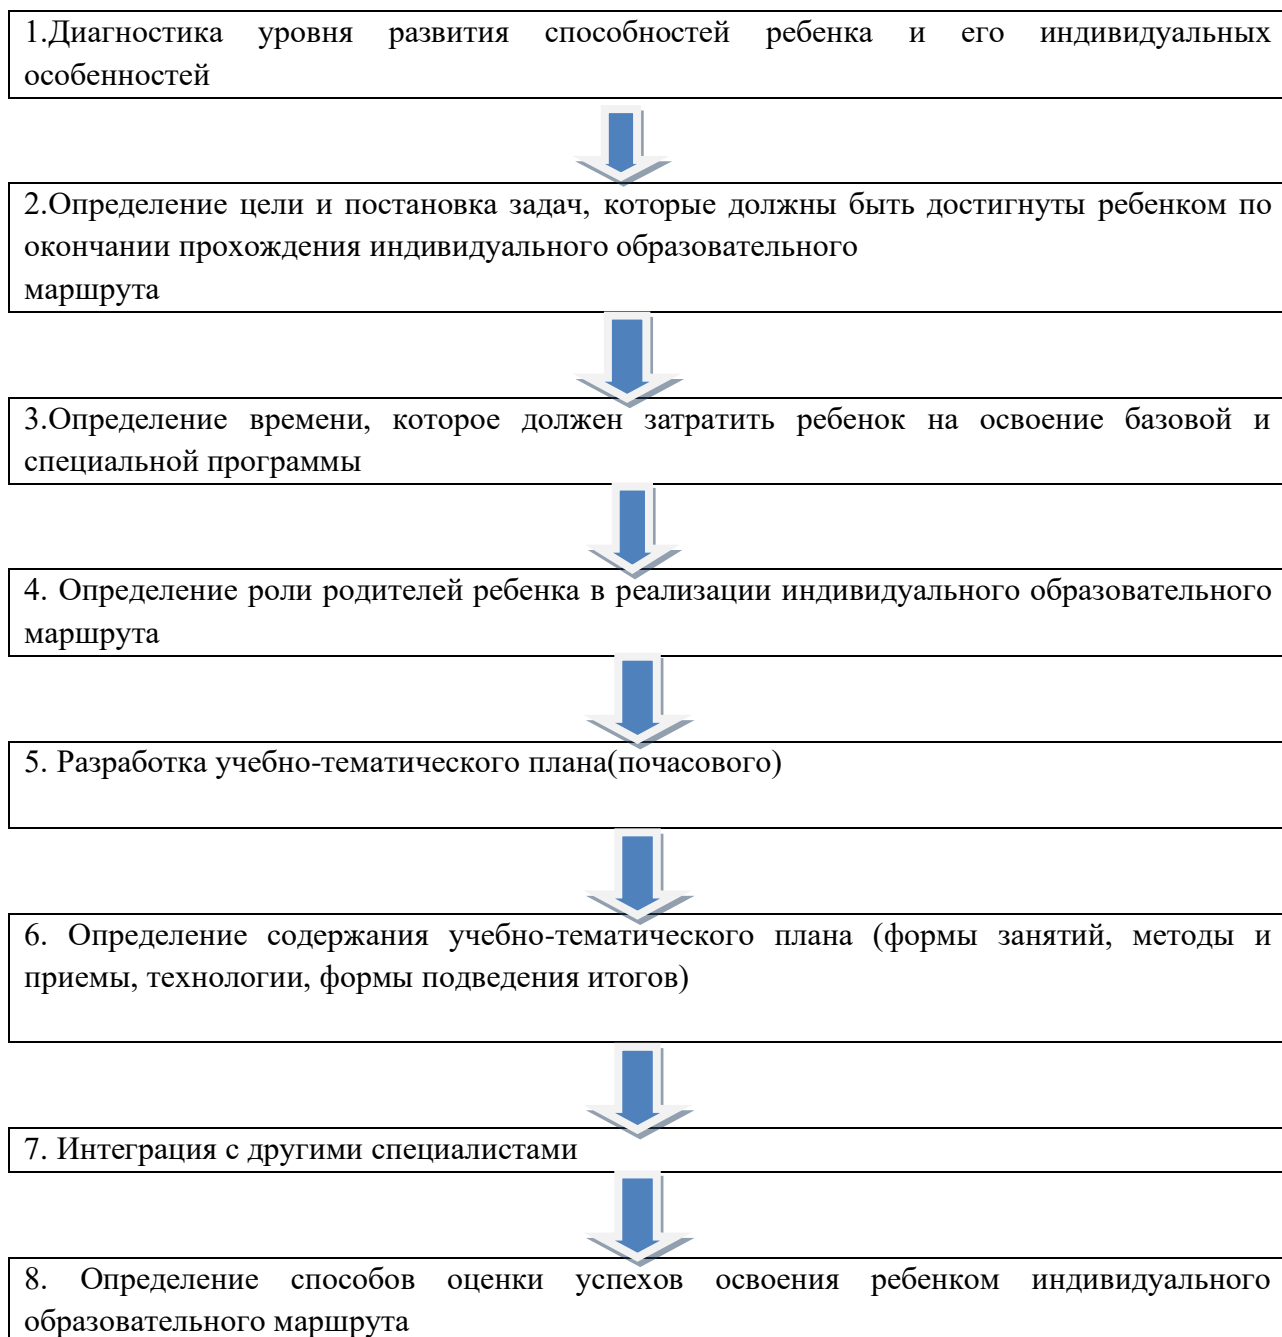 1.Диагностика уровня развития способностей ребенка и его индивидуальных
особенностей
2.Определение цели и постановка задач, которые должны быть достигнуты ребенком по
окончании прохождения индивидуального образовательного
маршрута
3.Определение времени, которое должен затратить ребенок на освоение базовой и
специальной программы
4. Определение роли родителей ребенка в реализации индивидуального образовательного
маршрута
5. Разработка учебно-тематического плана(почасового)
6. Определение содержания учебно-тематического плана (формы занятий, методы и
приемы, технологии, формы подведения итогов)
7. Интеграция с другими специалистами
8. Определение способов оценки успехов освоения ребенком индивидуального
образовательного маршрута